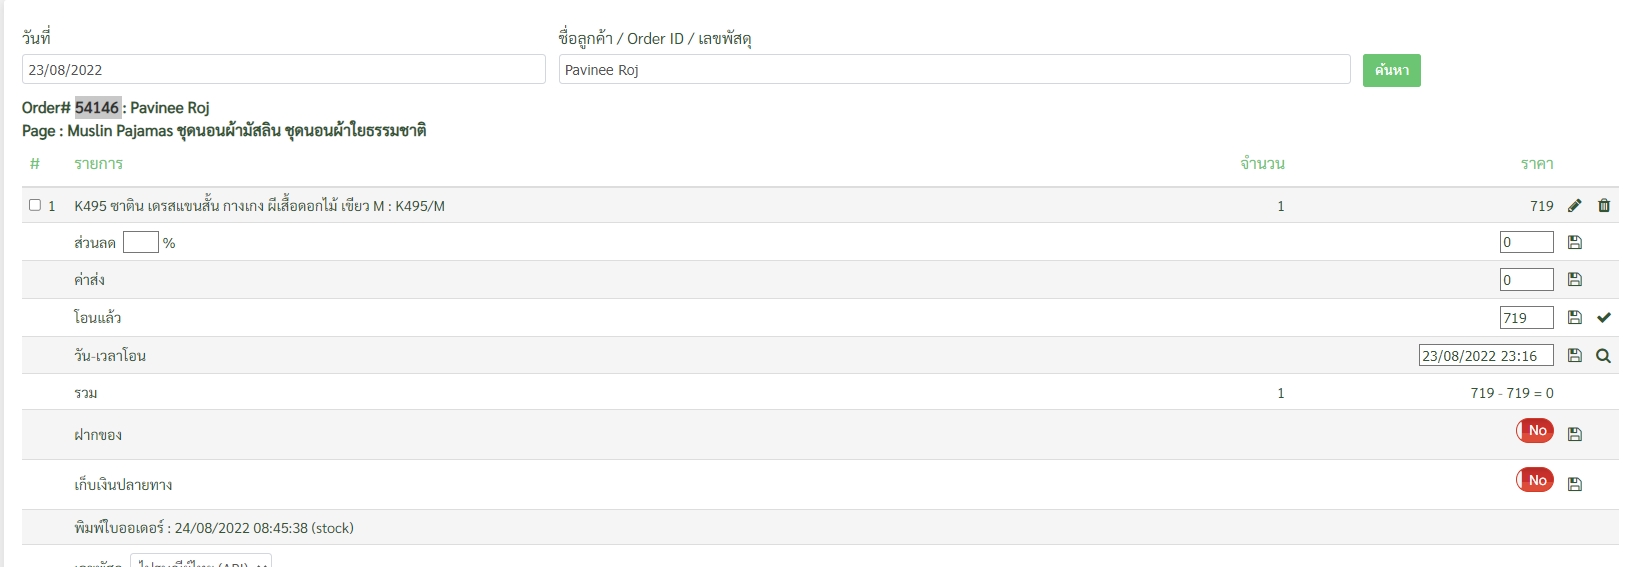 วันที่ ชื่อลูกค้า / Order ID / เลขพัสดุ
23/08/2022 Pavinee Roj ค้นหา
Order# 54146 : Pavinee Roj
Page : Muslin Pajamas ชุดนอนผ้ามัสลิน ชุดนอนผ้าใยธรรมชาติ
# รายการ จำนวน ราคา
1 K495 ซาติน เดรสแขนสั้น กางเกง ผีเสื้อดอกไม้ เขียว M : K495/M 1 719
ส่วนลด % 0
ค่าส่ง 0
โอนแล้ว 719
วัน-เวลาโอน 23/08/2022 23:16
รวม 1 719 - 719 = 0
ฝากของ No
เก็บเงินปลายทาง No
พิมพ์ใบออเดอร์ : 24/08/2022 08:45:38 (stock)